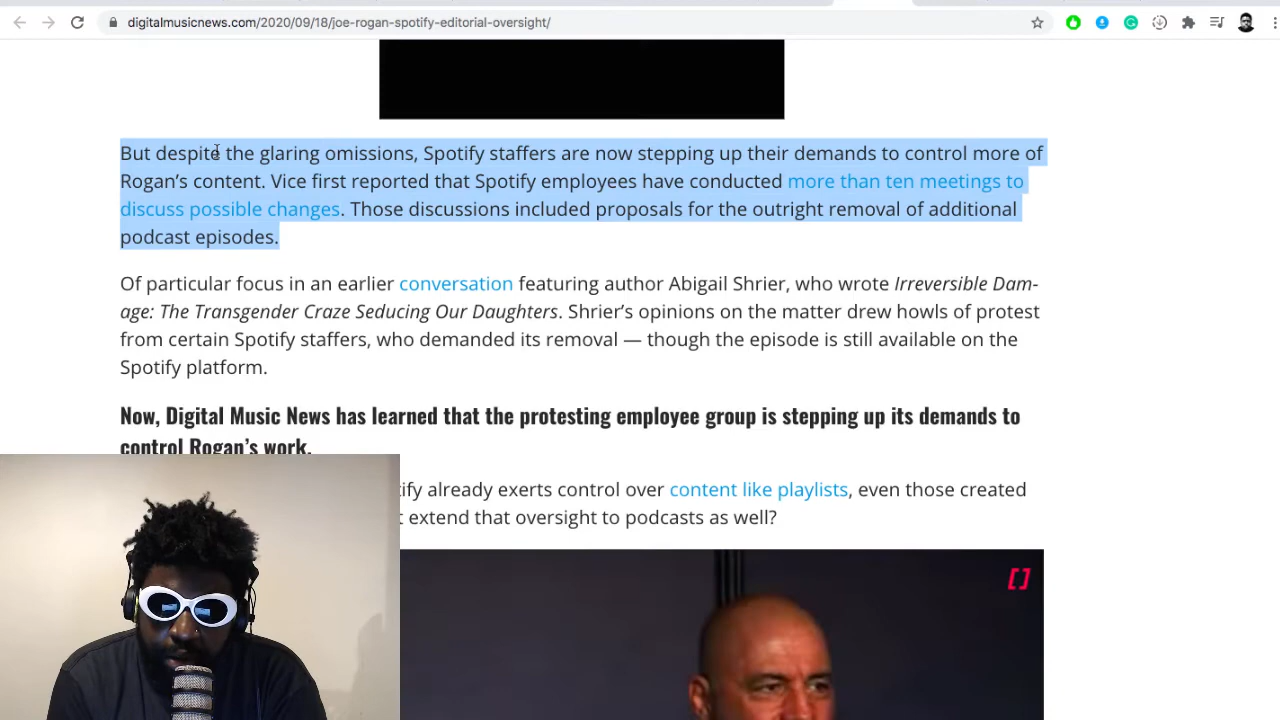 digitalmusicnews.com/2020/09/18/joe-rogan-spotify-editorial-oversight/
But despite the glaring omissions, Spotify staffers are now stepping up their demands to control more of
Rogan’s content. Vice first reported that Spotify employees have conducted more than ten meetings to
discuss possible changes. Those discussions included proposals for the outright removal of additional
podcast episodes.
Of particular focus in an earlier conversation featuring author Abigail Shrier, who wrote Irreversible Dam-
age: The Transgender Craze Seducing Our Daughters. Shrier’s opinions on the matter drew howls of protest
from certain Spotify staffers, who demanded its removal — though the episode is still available on the
Spotify platform.
Now, Digital Music News has learned that the protesting employee group is stepping up its demands to
control Rogan’s work.
already exerts control over content like playlists, even those created
extend that oversight to podcasts as well?